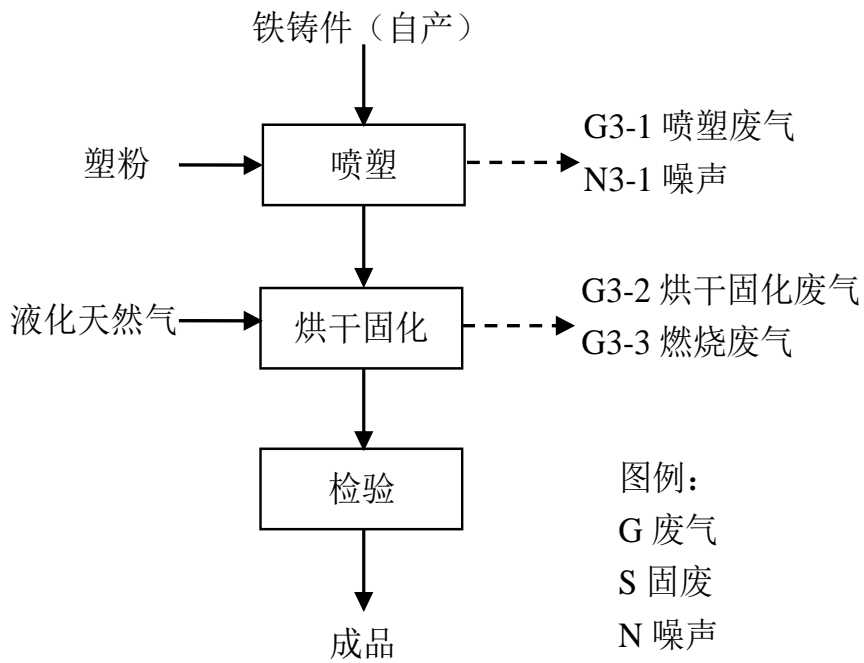 铁铸件（自产）
塑粉
喷塑
G3-1 喷塑废气
N3-1 噪声
液化天然气
烘干固化
G3-2 烘干固化废气
G3-3 燃烧废气
检验
成品
图例：
G 废气
S 固废
N 噪声